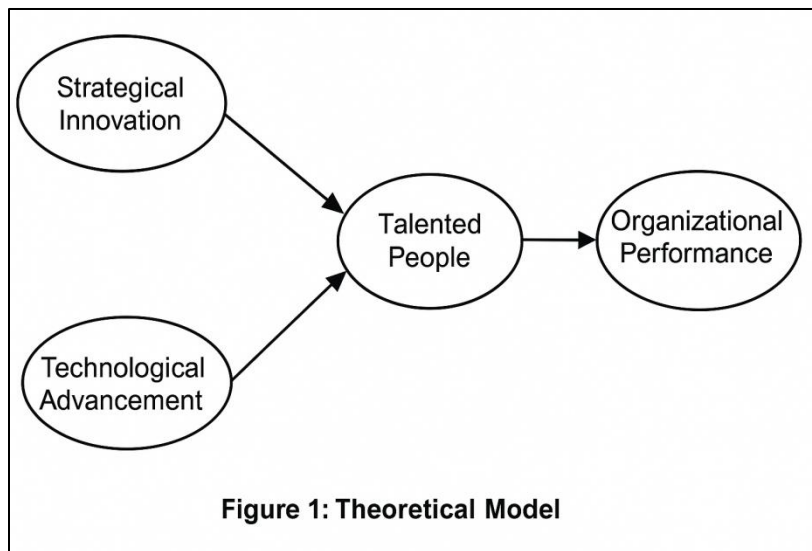 Strategical
Innovation
Talented
People
Organizational
Performance
Technological
Advancement
Figure 1: Theoretical Model